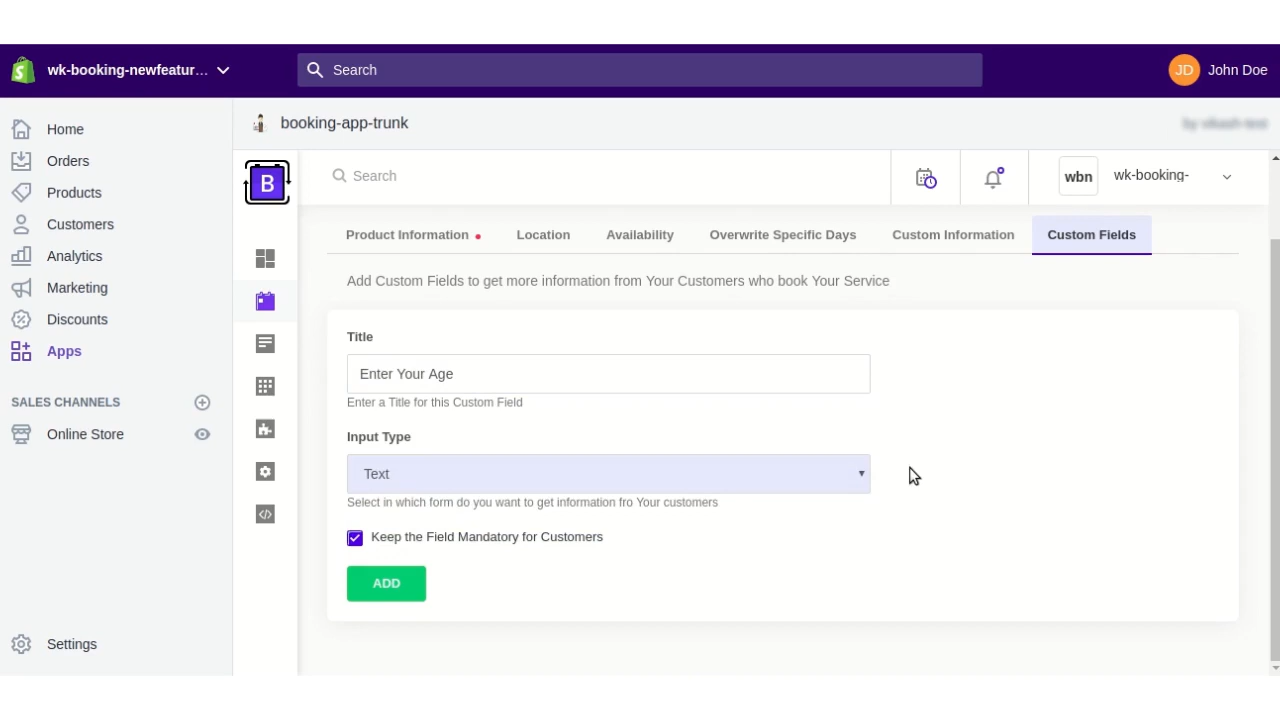 wk-booking-newfeatur...
Search
JD
John Doe
Home
Orders
Products
Customers
Analytics
Marketing
Discounts
Apps
SALES CHANNELS
Online Store
Settings
booking-app-trunk
B
Search
wbn
wk-booking-
Product Information
Location
Availability
Overwrite Specific Days
Custom Information
Custom Fields
Add Custom Fields to get more information from Your Customers who book Your Service
Title
Enter Your Age
Enter a Title for this Custom Field
Input Type
Text
Select in which form do you want to get information fro Your customers
Keep the Field Mandatory for Customers
ADD